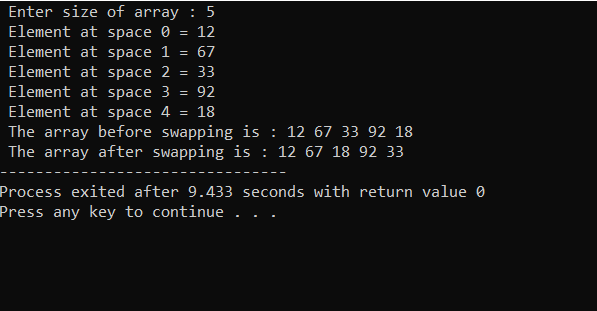 Enter size of array : 5
Element at space 0 = 12
Element at space 1 = 67
Element at space 2 = 33
Element at space 3 = 92
Element at space 4 = 18
The array before swapping is : 12 67 33 92 18
The array after swapping is : 12 67 18 92 33
--------------------------------
Process exited after 9.433 seconds with return value 0
Press any key to continue . . .